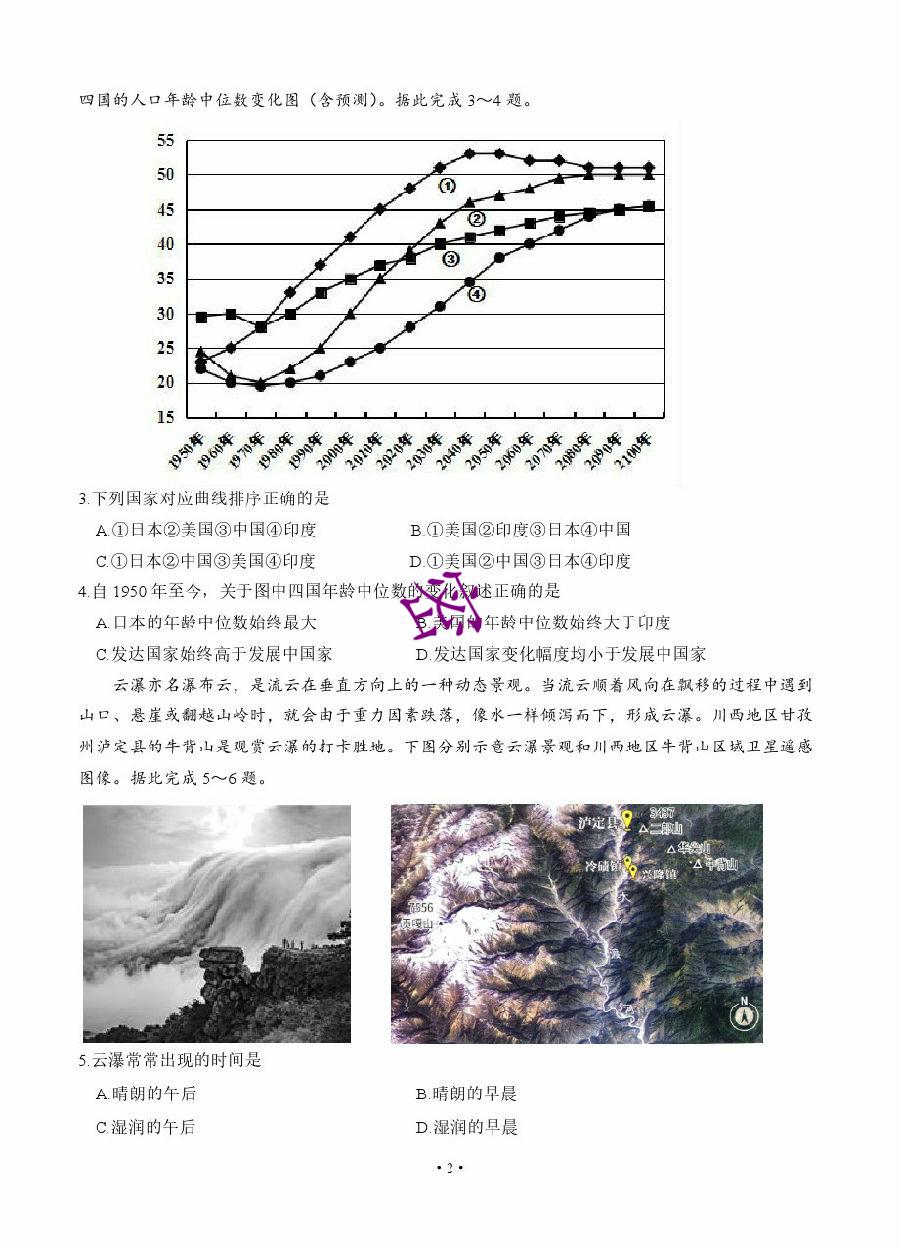 四国的人口年龄中位数变化图（含预测）。据此完成 3～4 题。
55
50
45
40
35
30
25
20
15
①
②
③
④
1950年 1960年 1970年 1980年 1990年 2000年 2010年 2020年 2030年 2040年 2050年 2060年 2070年 2080年 2090年 2100年
3.下列国家对应曲线排序正确的是
A.①日本②美国③中国④印度 B.①美国②印度③日本④中国
C.①日本②中国③美国④印度 D.①美国②中国③日本④印度
4.自 1950 年至今，关于图中四国年龄中位数的变化叙述正确的是
A.日本的年龄中位数始终最大 B.美国的年龄中位数始终大于印度
C.发达国家始终高于发展中国家 D.发达国家变化幅度均小于发展中国家
云瀑亦名瀑布云，是流云在垂直方向上的一种动态景观。当流云顺着风向在飘移的过程中遇到
山口、悬崖或翻越山岭时，就会由于重力因素跌落，像水一样倾泻而下，形成云瀑。川西地区甘孜
州泸定县的牛背山是观赏云瀑的打卡胜地。下图分别示意云瀑景观和川西地区牛背山区域卫星遥感
图像。据此完成 5～6 题。
泸定县
3437
二郎山
华尖山
牛背山
冷碛镇
兴隆镇
大
7556
贡嘎山
N
5.云瀑常常出现的时间是
A.晴朗的午后 B.晴朗的早晨
C.湿润的午后 D.湿润的早晨
·2·